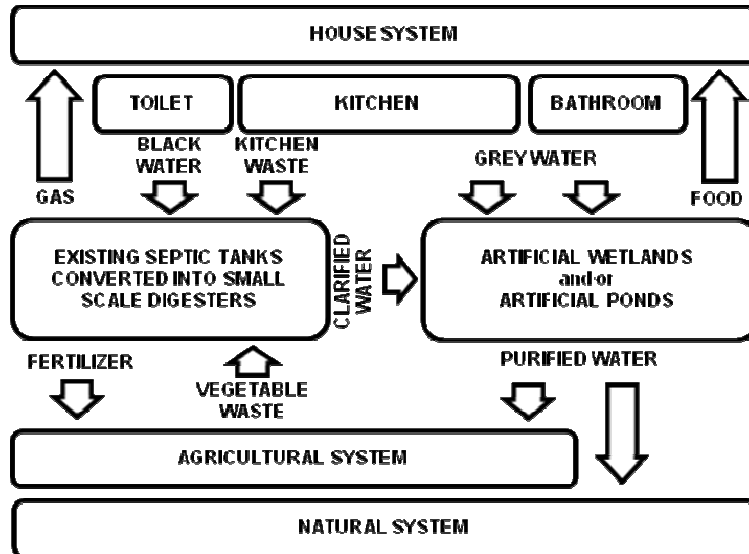 HOUSE SYSTEM
TOILET
KITCHEN
BATHROOM
BLACK
WATER
KITCHEN
WASTE
GREY WATER
GAS
FOOD
EXISTING SEPTIC TANKS
CONVERTED INTO SMALL
SCALE DIGESTERS
CLARIFIED
WATER
ARTIFICIAL WETLANDS
and/or
ARTIFICIAL PONDS
FERTILIZER
VEGETABLE
WASTE
PURIFIED WATER
AGRICULTURAL SYSTEM
NATURAL SYSTEM